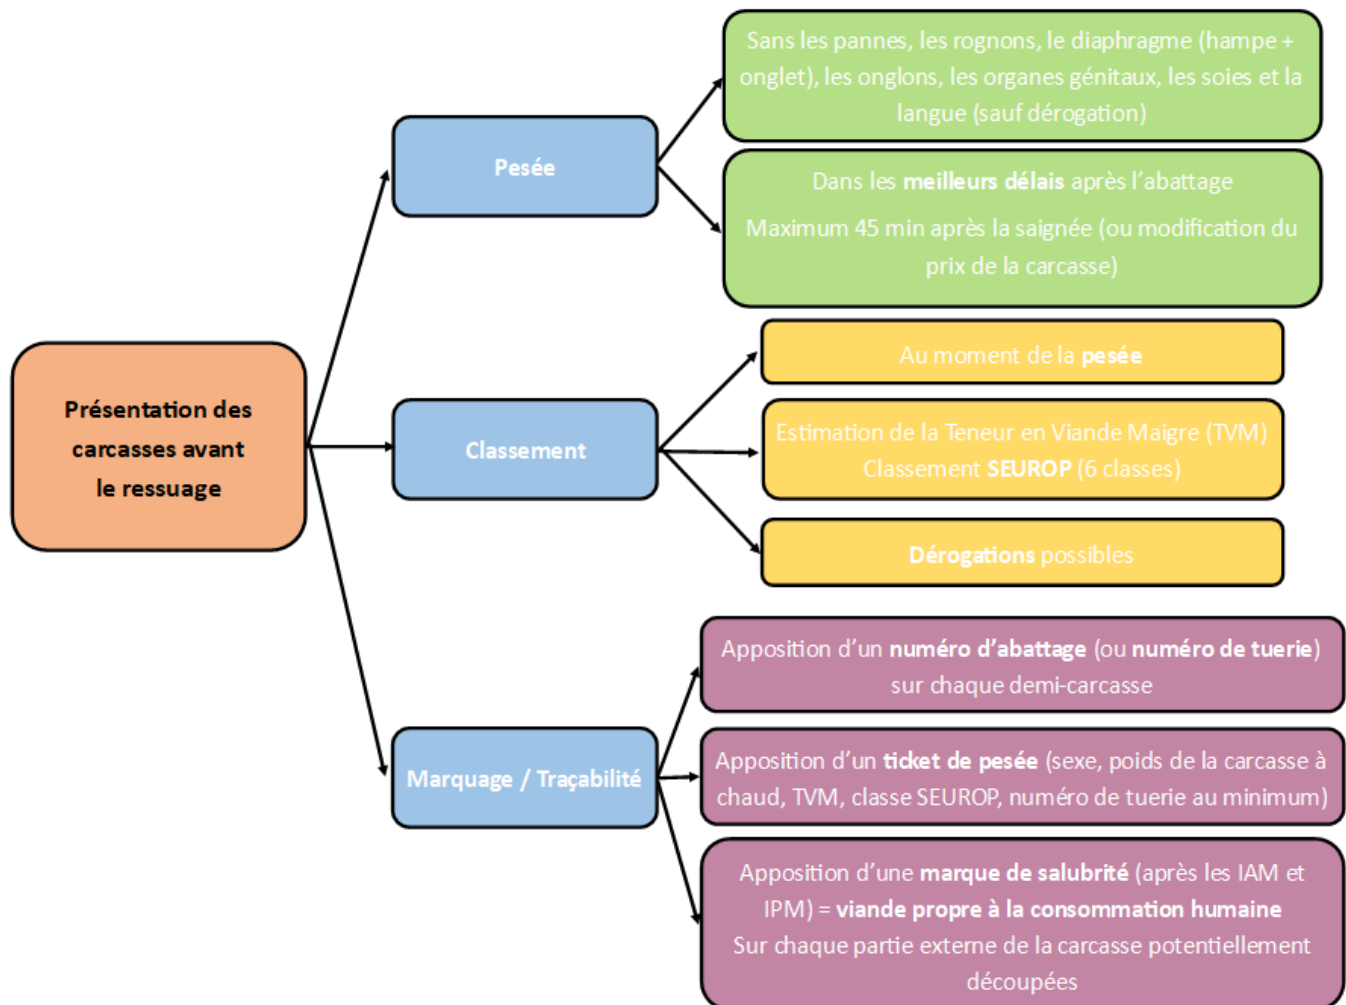 Présentation des
carcasses avant
le ressuage
Pesée
Sans les pannes, les rognons, le diaphragme (hampe +
onglet), les onglons, les organes génitaux, les soies et la
langue (sauf dérogation)
Dans les meilleurs délais après l'abattage
Maximum 45 min après la saignée (ou modification du
prix de la carcasse)
Classement
Au moment de la pesée
Estimation de la Teneur en Viande Maigre (TVM)
Classement SEUROP (6 classes)
Dérogations possibles
Marquage / Traçabilité
Apposition d'un numéro d'abattage (ou numéro de tuerie)
sur chaque demi-carcasse
Apposition d'un ticket de pesée (sexe, poids de la carcasse à
chaud, TVM, classe SEUROP, numéro de tuerie au minimum)
Apposition d'une marque de salubrité (après les IAM et
IPM) = viande propre à la consommation humaine
Sur chaque partie externe de la carcasse potentiellement
découpées